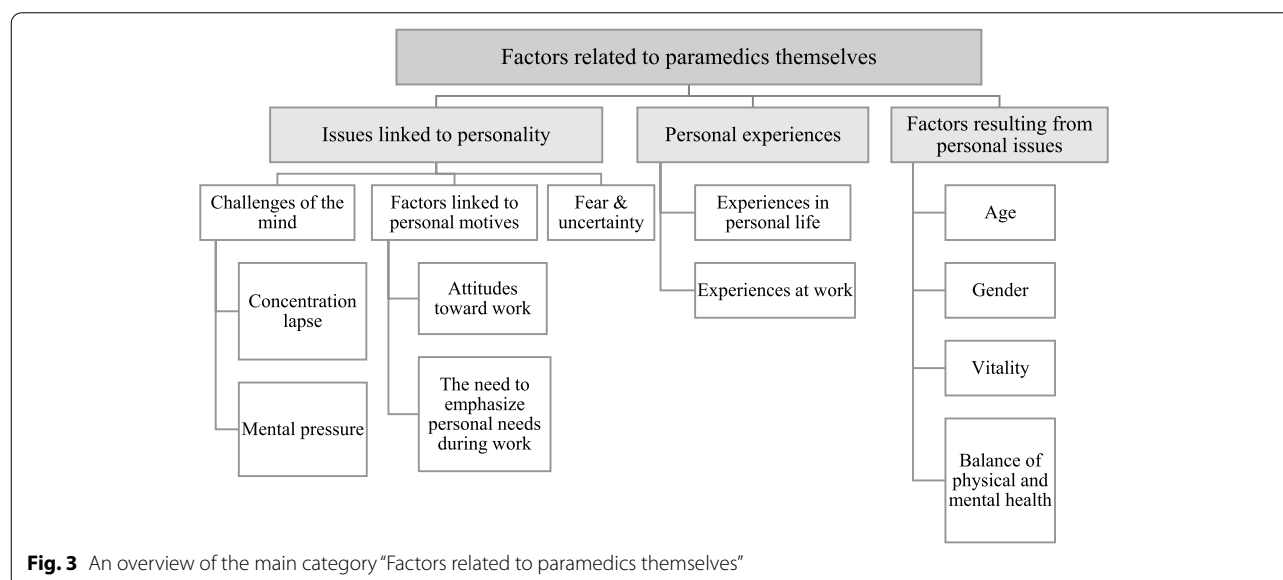 Factors related to paramedics themselves
Issues linked to personality
Personal experiences
Factors resulting from
personal issues
Challenges of the
mind
Factors linked to
personal motives
Fear &
uncertainty
Experiences in
personal life
Age
Concentration
lapse
Attitudes
toward work
Experiences at work
Gender
Mental pressure
The need to
emphasize
personal needs
during work
Vitality
Balance of
physical and
mental health
Fig. 3 An overview of the main category “Factors related to paramedics themselves”